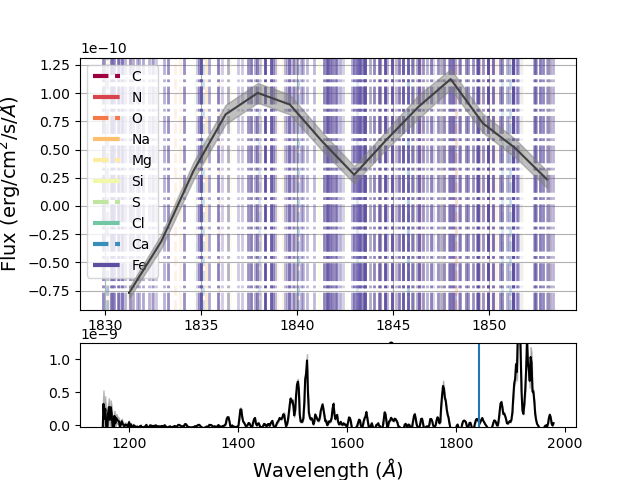 1e−10
1.25
1.00
0.75
0.50
0.25
0.00
−0.25
−0.50
−0.75
Flux (erg/cm²/s/Å)
C
N
O
Na
Mg
Si
S
Cl
Ca
Fe
1830 1835 1840 1845 1850
1e−9
1.0
0.5
0.0
1200 1400 1600 1800 2000
Wavelength (Å)